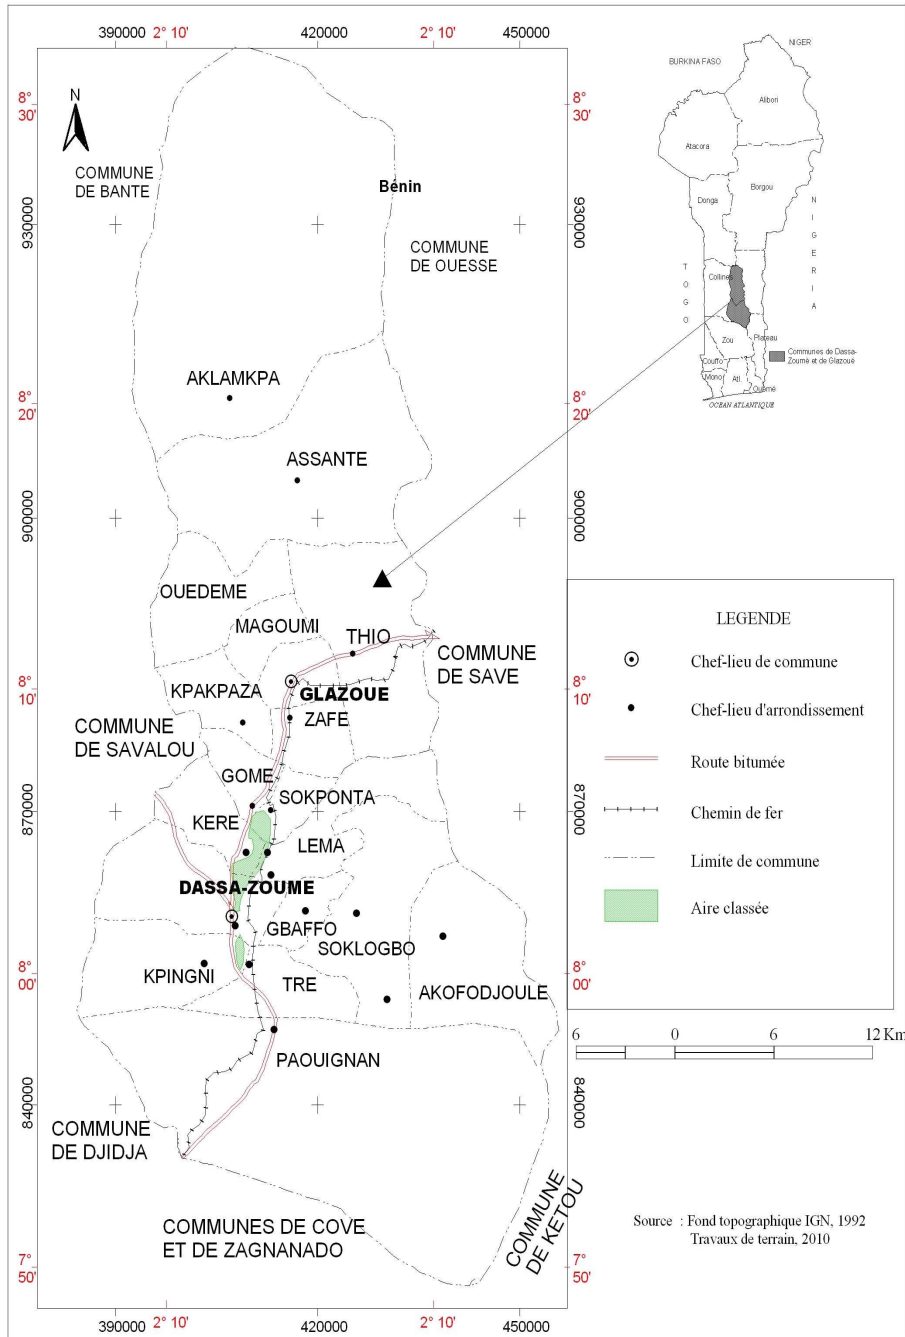 390000
2° 10'
420000
2° 10'
450000
8°
30'
8°
30'
N
COMMUNE
DE BANTE
Bénin
930000
930000
COMMUNE
DE OUESSE
AKLAMKPA
8°
20'
8°
20'
ASSANTE
900000
900000
OUEDEME
MAGOUMI
THIO
COMMUNE
DE SAVE
8°
10'
8°
10'
KPAKPAZA
GLAZOUE
ZAFE
COMMUNE
DE SAVALOU
GOME
SOKPONTA
870000
870000
KERE
LEMA
DASSA-ZOUME
GBAFFO
SOKLOGBO
KPINGNI
TRE
AKOFODJOULE
8°
00'
8°
00'
PAOUIGNAN
840000
840000
COMMUNE
DE DJIDJA
COMMUNES DE COVE
ET DE ZAGNANADO
COMMUNE
DE KETOU
7°
50'
7°
50'
390000
2° 10'
420000
2° 10'
450000
BURKINA FASO
NIGER
Alibori
Atacora
Borgou
Donga
NIGERIA
TOGO
Collines
Zou
Plateau
Couffo
Mono
Atl.
Ouémé
OCEAN ATLANTIQUE
Communes de Dassa-
Zoumè et de Glazoué
LEGENDE
Chef-lieu de commune
Chef-lieu d'arrondissement
Route bitumée
Chemin de fer
Limite de commune
Aire classée
6 0 6 12 Km
Source : Fond topographique IGN, 1992
Travaux de terrain, 2010